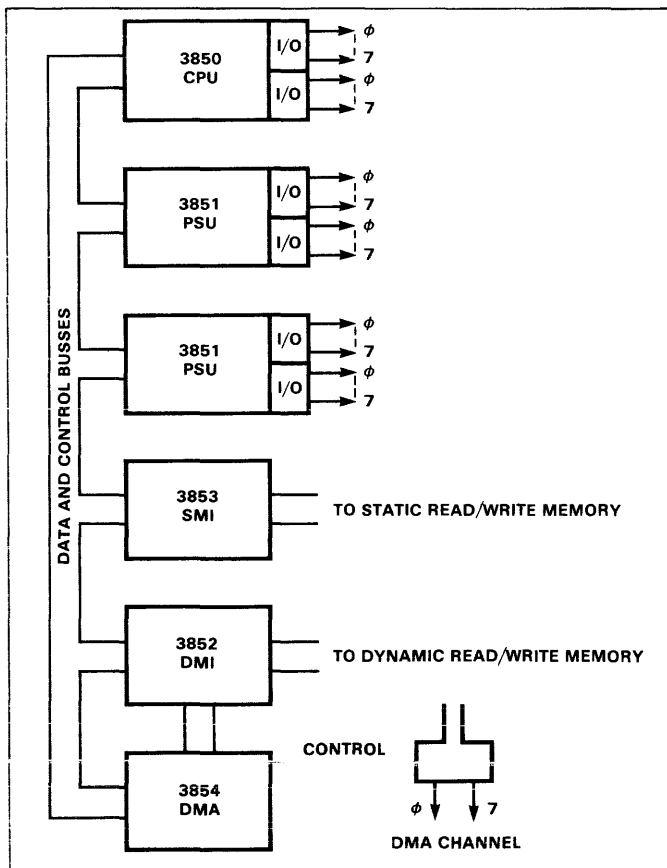 3850
CPU
I/O
I/O
ϕ
7
ϕ
7
3851
PSU
I/O
I/O
ϕ
7
ϕ
7
3851
PSU
I/O
I/O
ϕ
7
ϕ
7
DATA AND CONTROL BUSSES
3853
SMI
TO STATIC READ/WRITE MEMORY
3852
DMI
TO DYNAMIC READ/WRITE MEMORY
CONTROL
3854
DMA
ϕ 7
DMA CHANNEL